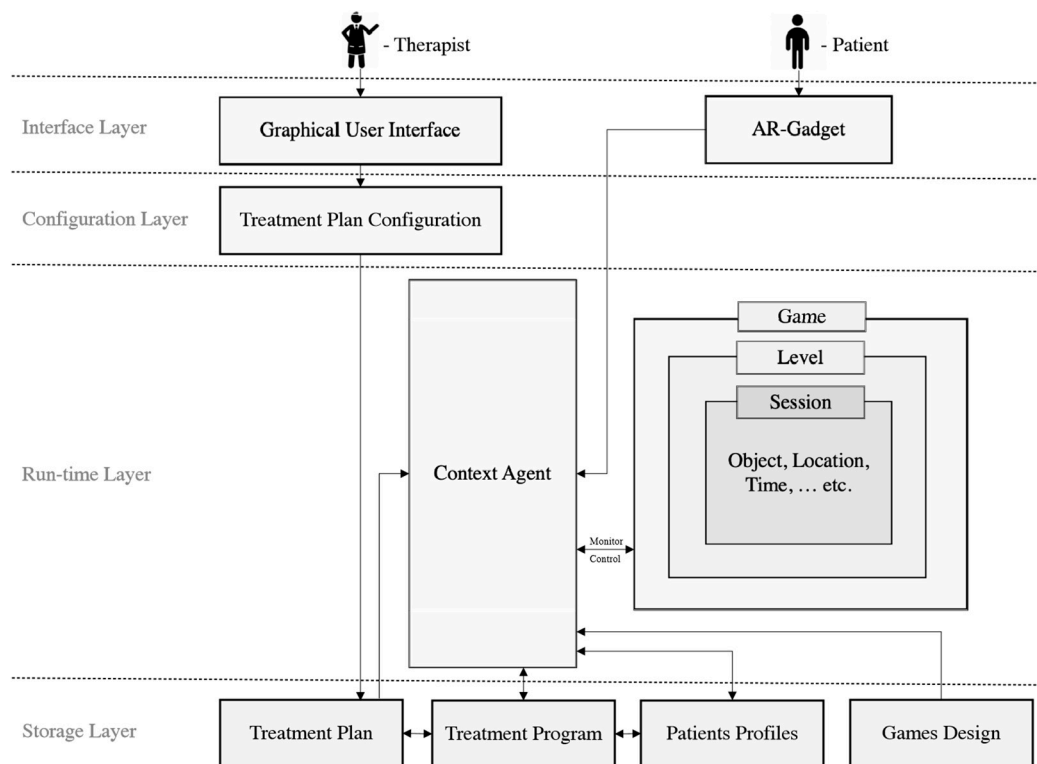 - Therapist
- Patient
Interface Layer
Graphical User Interface
AR-Gadget
Configuration Layer
Treatment Plan Configuration
Game
Level
Session
Run-time Layer
Context Agent
Object, Location,
Time, ... etc.
Monitor
Control
Storage Layer
Treatment Plan
Treatment Program
Patients Profiles
Games Design